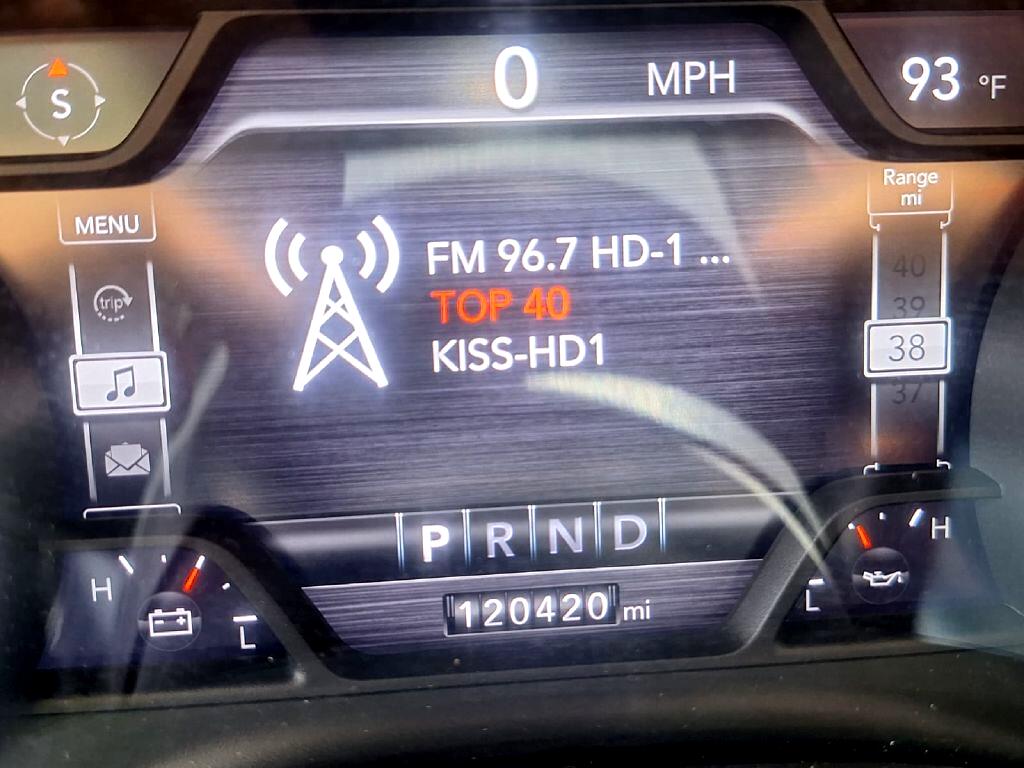 S
0 MPH
93 °F
MENU
trip
FM 96.7 HD-1 ...
TOP 40
KISS-HD1
Range
mi
40
39
38
37
P R N D
120420 mi
H
L
H
L